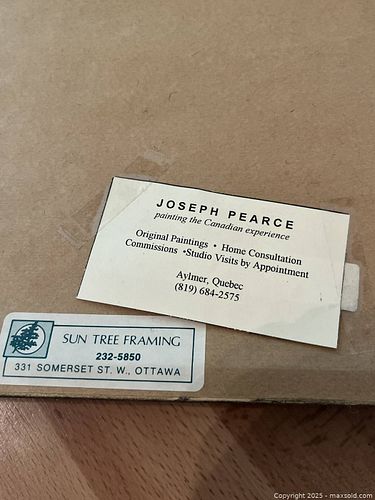 JOSEPH PEARCE
painting the Canadian experience
Original Paintings • Home Consultation
Commissions •Studio Visits by Appointment
Aylmer, Quebec
(819) 684-2575
SUN TREE FRAMING
232-5850
331 SOMERSET ST. W., OTTAWA
Copyright 2025 - maxsold.com